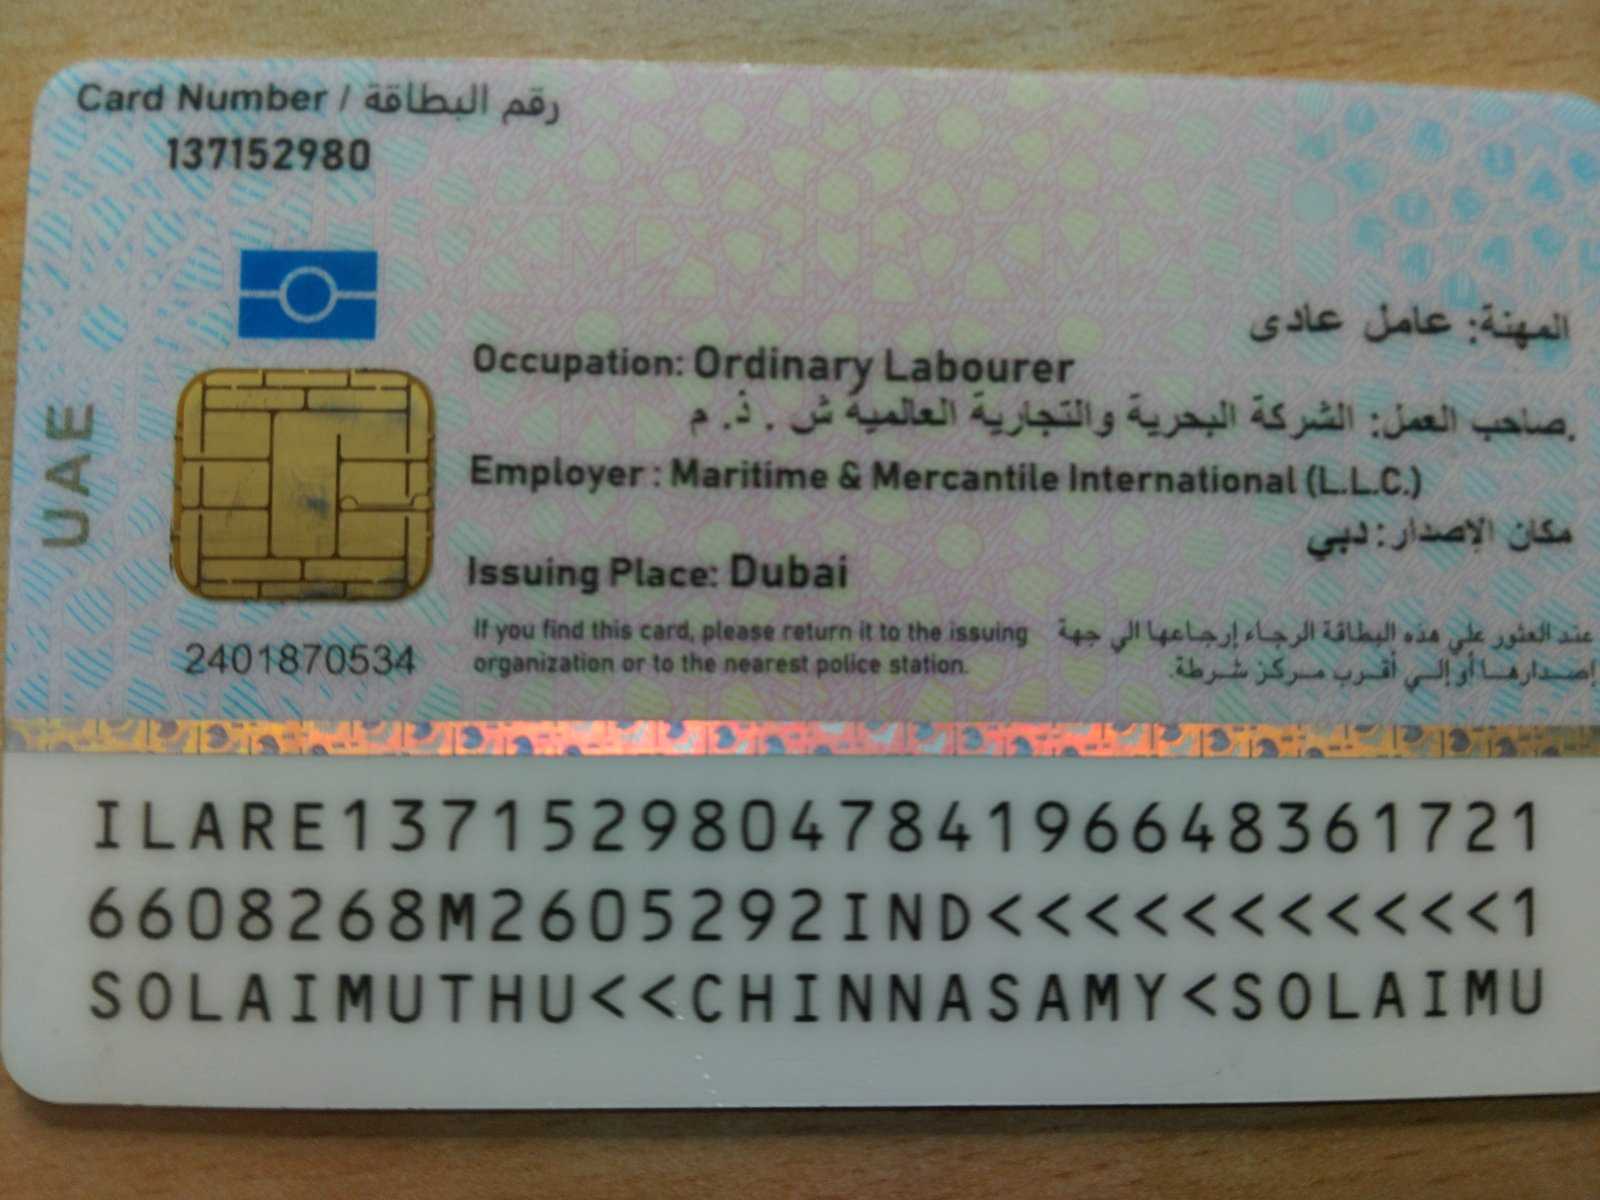 Card Number / رقم البطاقة
137152980
المهنة: عامل عادى
Occupation: Ordinary Labourer
صاحب العمل: الشركة البحرية والتجارية العالمية ش . ذ. م.
Employer : Maritime & Mercantile International (L.L.C.)
مكان الإصدار: دبي
Issuing Place: Dubai
UAE
2401870534
If you find this card, please return it to the issuing
organization or to the nearest police station.
عند العثور علي هذه البطاقة الرجاء إرجاعها الي جهة
إصدارها أو إلي أقرب مركز شرطة.
ILARE1371529804784196648361721
6608268M2605292IND<<<<<<<<<<<1
SOLAIMUTHU<<CHINNASAMY<SOLAIMU